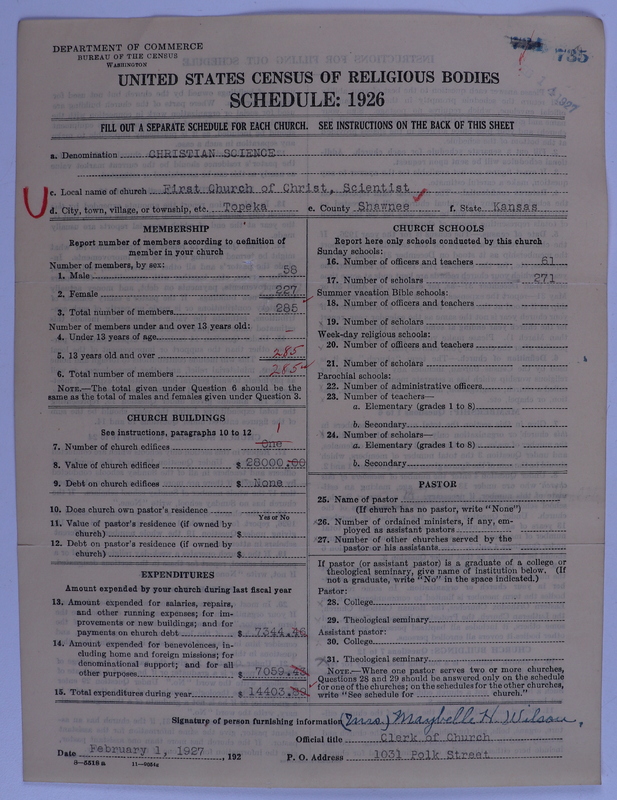 DEPARTMENT OF COMMERCE
BUREAU OF THE CENSUS
WASHINGTON
734 735
UNITED STATES CENSUS OF RELIGIOUS BODIES
SCHEDULE: 1926
FILL OUT A SEPARATE SCHEDULE FOR EACH CHURCH. SEE INSTRUCTIONS ON THE BACK OF THIS SHEET
a. Denomination CHRISTIAN SCIENCE
c. Local name of church First Church of Christ, Scientist
d. City, town, village, or township, etc. Topeka e. County Shawnee f. State Kansas
MEMBERSHIP
Report number of members according to definition of
member in your church
Number of members, by sex:
1. Male 58
2. Female 227
3. Total number of members 285
Number of members under and over 13 years old:
4. Under 13 years of age –
5. 13 years old and over 285
6. Total number of members 285
NOTE.—The total given under Question 6 should be the
same as the total of males and females given under Question 3.
CHURCH BUILDINGS
See instructions, paragraphs 10 to 12 1
7. Number of church edifices One
8. Value of church edifices $ 28000.00
9. Debt on church edifices $ None
10. Does church own pastor's residence
Yes or No
11. Value of pastor's residence (if owned by
church) $
12. Debt on pastor's residence (if owned by
church) $
EXPENDITURES
Amount expended by your church during last fiscal year
13. Amount expended for salaries, repairs,
and other running expenses; for im-
provements or new buildings; and for
payments on church debt $ 7344.46
14. Amount expended for benevolences, in-
cluding home and foreign missions; for
denominational support; and for all
other purposes $ 7059.43
15. Total expenditures during year $ 14403.89
CHURCH SCHOOLS
Report here only schools conducted by this church
Sunday schools:
16. Number of officers and teachers 61
17. Number of scholars 271
Summer vacation Bible schools:
18. Number of officers and teachers
19. Number of scholars
Week-day religious schools:
20. Number of officers and teachers
21. Number of scholars
Parochial schools:
22. Number of administrative officers
23. Number of teachers—
a. Elementary (grades 1 to 8)
b. Secondary
24. Number of scholars—
a. Elementary (grades 1 to 8)
b. Secondary
PASTOR
25. Name of pastor
(If church has no pastor, write "None")
26. Number of ordained ministers, if any, em-
ployed as assistant pastors
27. Number of other churches served by the
pastor or his assistants
If pastor (or assistant pastor) is a graduate of a college or
theological seminary, give name of institution below. (If
not a graduate, write "No" in the space indicated.)
Pastor:
28. College
29. Theological seminary
Assistant pastor:
30. College
31. Theological seminary
NOTE.—Where one pastor serves two or more churches,
Questions 28 and 29 should be answered only on the schedule
for one of the churches; on the schedules for the other churches,
write "See schedule for church."
Signature of person furnishing information (Mrs.) Maybelle H. Wilson,
Official title Clerk of Church
Date February 1, 1927, 192 P. O. Address 1031 Polk Street
8—5518 a 11—9084a